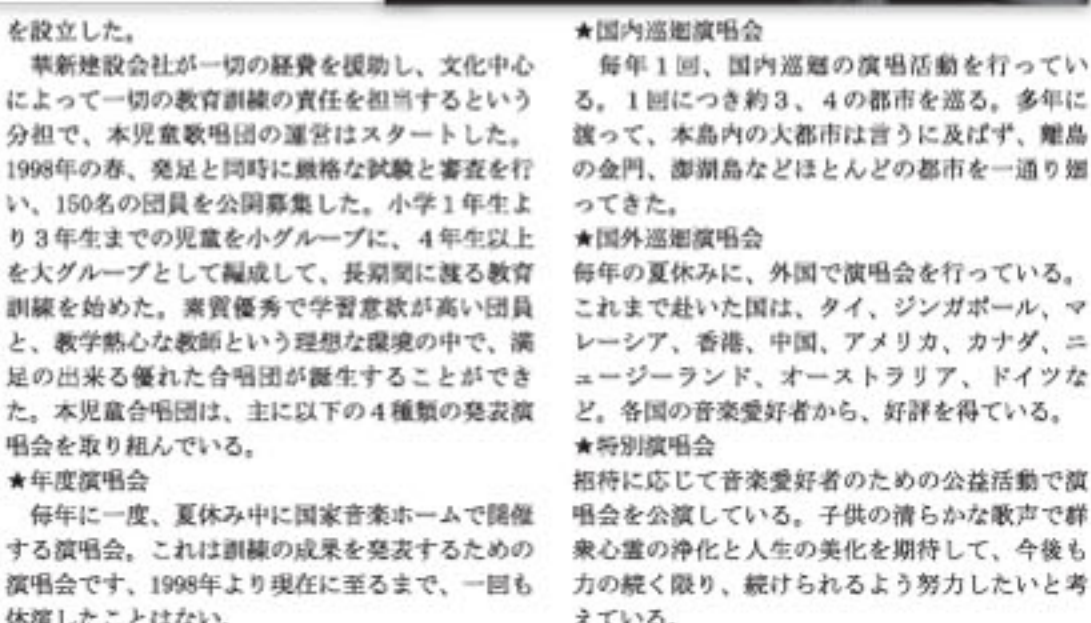 を設立した。
華新建設会社が一切の経費を援助し、文化中心
によって一切の教育訓練の責任を担当するという
分担で、本児童歌唱団の運営はスタートした。
1998年の春、発足と同時に厳格な試験と審査を行
い、150名の団員を公開募集した。小学1年生よ
り3年生までの児童を小グループに、4年生以上
を大グループとして編成して、長期間に渡る教育
訓練を始めた。素質優秀で学習意欲が高い団員
と、教学熱心な教師という理想な環境の中で、満
足の出来る優れた合唱団が誕生することができ
た。本児童合唱団は、主に以下の4種類の発表演
唱会を取り組んでいる。
★年度演唱会
毎年に一度、夏休み中に国家音楽ホームで開催
する演唱会。これは訓練の成果を発表するための
演唱会です、1998年より現在に至るまで、一回も
休演したことはない。
★国内巡廻演唱会
毎年1回、国内巡廻の演唱活動を行ってい
る。1回につき約3、4の都市を巡る。多年に
渡って、本島内の大都市は言うに及ばず、離島
の金門、澎湖島などほとんどの都市を一通り廻
ってきた。
★国外巡廻演唱会
毎年の夏休みに、外国で演唱会を行っている。
これまで赴いた国は、タイ、ジンガポール、マ
レーシア、香港、中国、アメリカ、カナダ、ニ
ュージーランド、オーストラリア、ドイツな
ど。各国の音楽愛好者から、好評を得ている。
★特別演唱会
招待に応じて音楽愛好者のための公益活動で演
唱会を公演している。子供の清らかな歌声で群
衆心霊の浄化と人生の美化を期待して、今後も
力の続く限り、続けられるよう努力したいと考
えている。